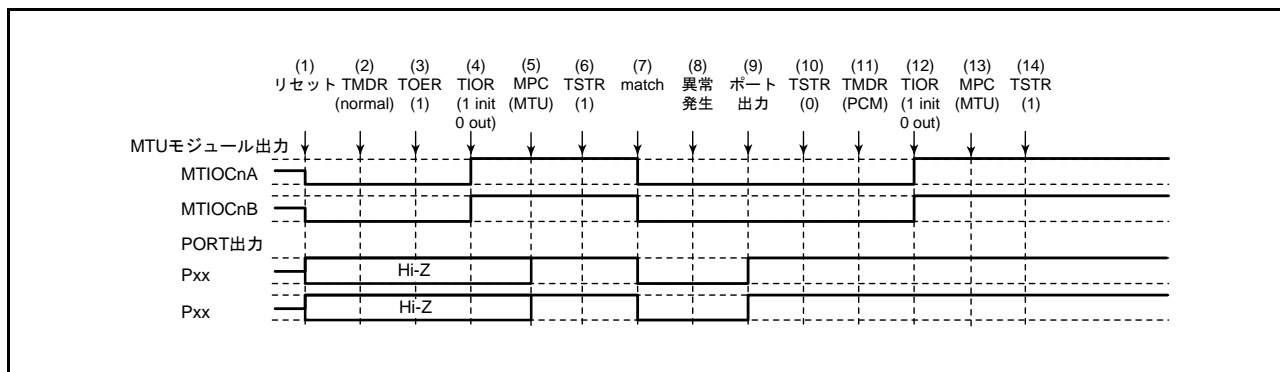 (1) (2) (3) (4) (5) (6) (7) (8) (9) (10) (11) (12) (13) (14)
リセット TMDR TOER TIOR MPC TSTR match 異常 ポート TSTR TMDR TIOR MPC TSTR
(normal) (1) (1 init (MTU) (1) 発生 出力 (0) (PCM) (1 init (MTU) (1)
0 out) 0 out)
MTUモジュール出力
MTIOCnA
MTIOCnB
PORT出力
Pxx Hi-Z
Pxx Hi-Z